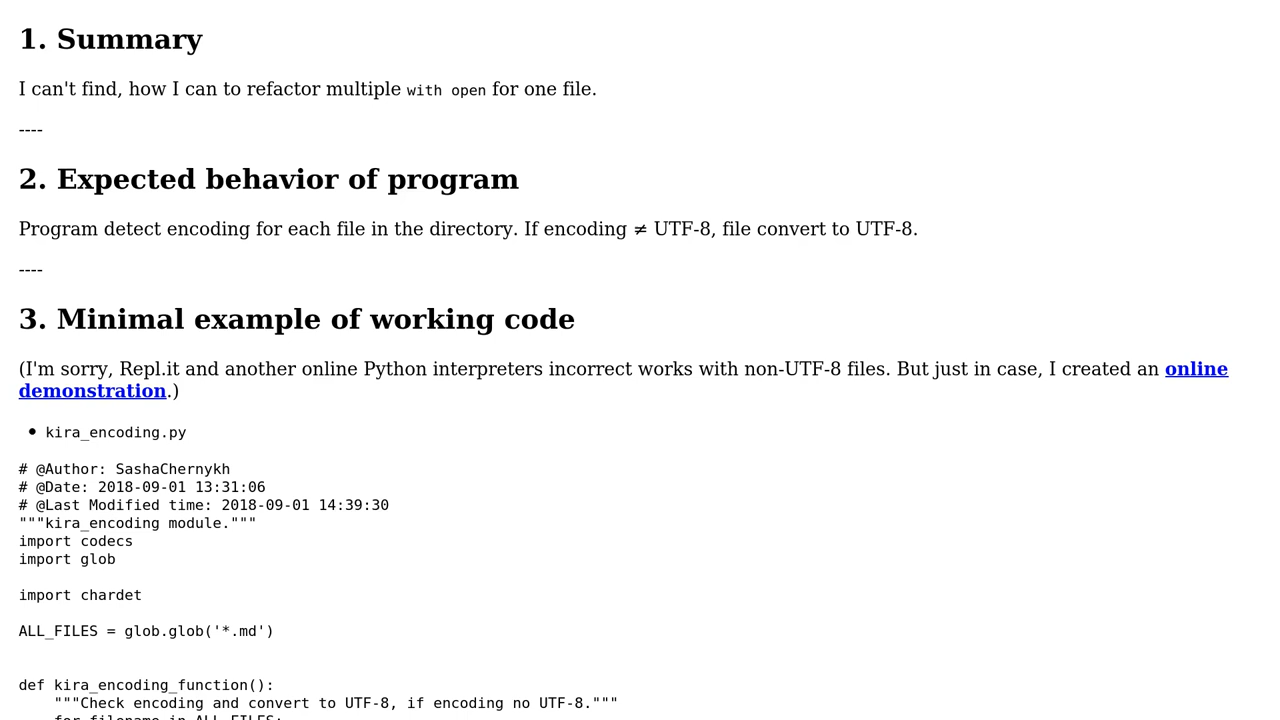 1. Summary
I can't find, how I can to refactor multiple with open for one file.
----
2. Expected behavior of program
Program detect encoding for each file in the directory. If encoding ≠ UTF-8, file convert to UTF-8.
----
3. Minimal example of working code
(I'm sorry, Repl.it and another online Python interpreters incorrect works with non-UTF-8 files. But just in case, I created an online
demonstration.)
• kira_encoding.py
# @Author: SashaChernykh
# @Date: 2018-09-01 13:31:06
# @Last Modified time: 2018-09-01 14:39:30
"""kira_encoding module."""
import codecs
import glob
import chardet
ALL_FILES = glob.glob('*.md')
def kira_encoding_function():
    """Check encoding and convert to UTF-8, if encoding no UTF-8."""
    for filename in ALL_FILES: